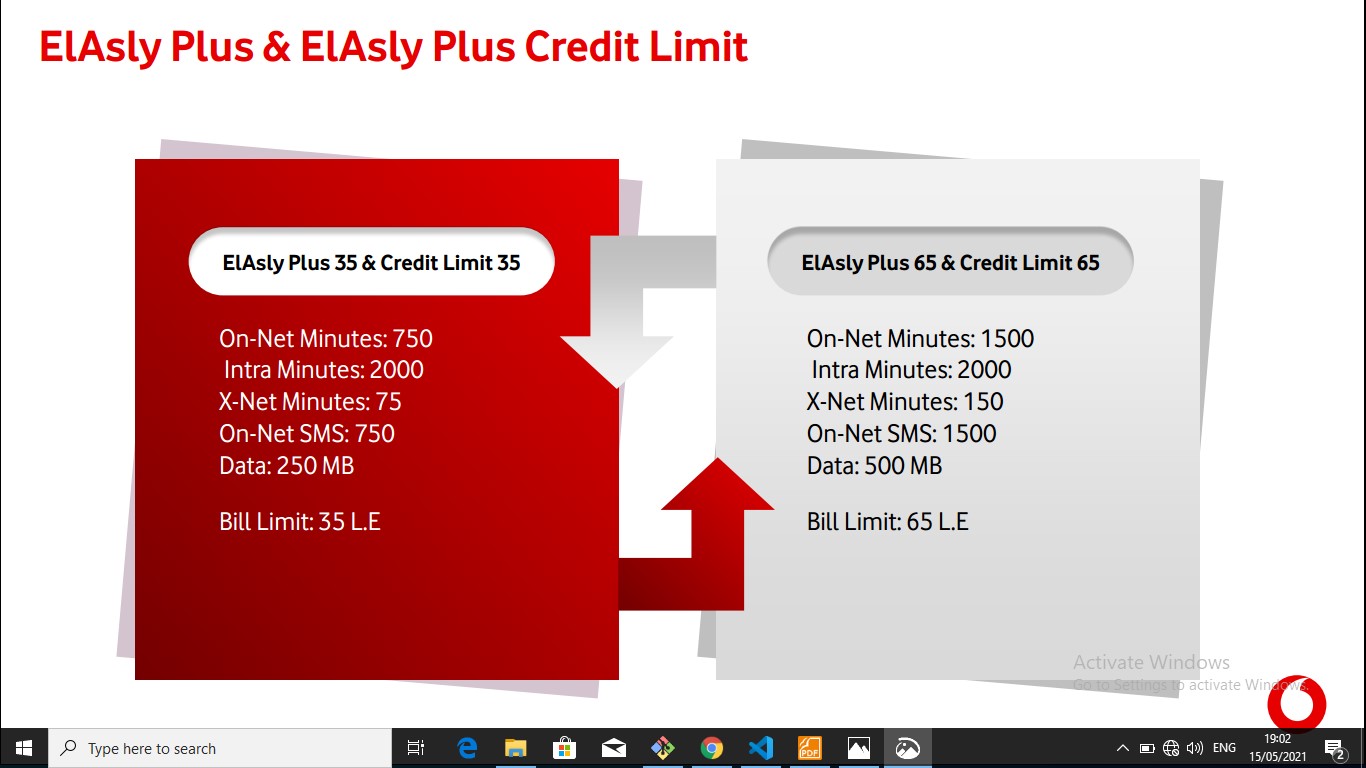 ElAsly Plus & ElAsly Plus Credit Limit
ElAsly Plus 35 & Credit Limit 35
On-Net Minutes: 750
Intra Minutes: 2000
X-Net Minutes: 75
On-Net SMS: 750
Data: 250 MB
Bill Limit: 35 L.E
ElAsly Plus 65 & Credit Limit 65
On-Net Minutes: 1500
Intra Minutes: 2000
X-Net Minutes: 150
On-Net SMS: 1500
Data: 500 MB
Bill Limit: 65 L.E
Activate Windows
Go to Settings to activate Windows.
Type here to search
PDF
ENG
19:02
15/05/2021
2